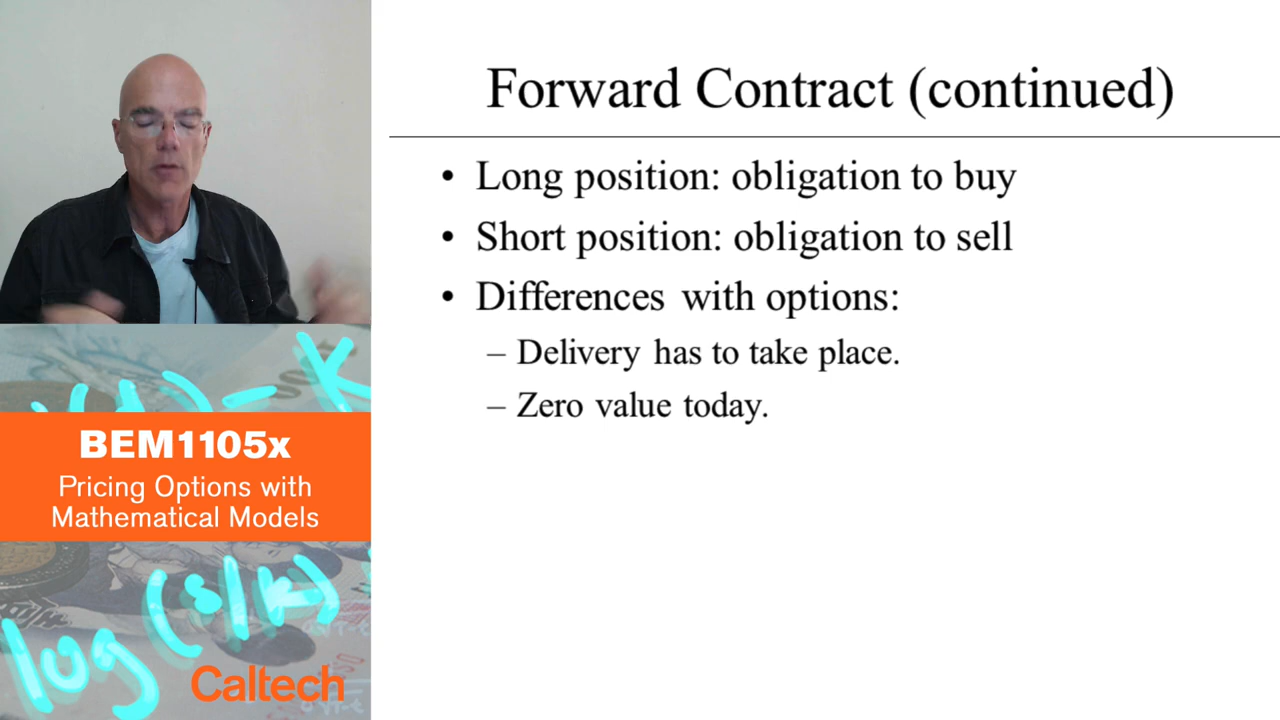 Forward Contract (continued)
• Long position: obligation to buy
• Short position: obligation to sell
• Differences with options:
– Delivery has to take place.
– Zero value today.
K
BEM1105x
Pricing Options with
Mathematical Models
log (s/K)
Caltech